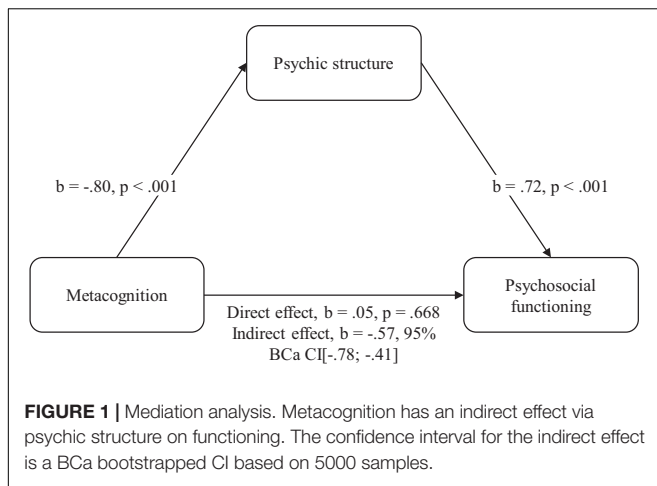 Psychic structure
b = -.80, p < .001
b = .72, p < .001
Metacognition
Psychosocial
functioning
Direct effect, b = .05, p = .668
Indirect effect, b = -.57, 95%
BCa CI[-.78; -.41]
FIGURE 1 | Mediation analysis. Metacognition has an indirect effect via
psychic structure on functioning. The confidence interval for the indirect effect
is a BCa bootstrapped CI based on 5000 samples.